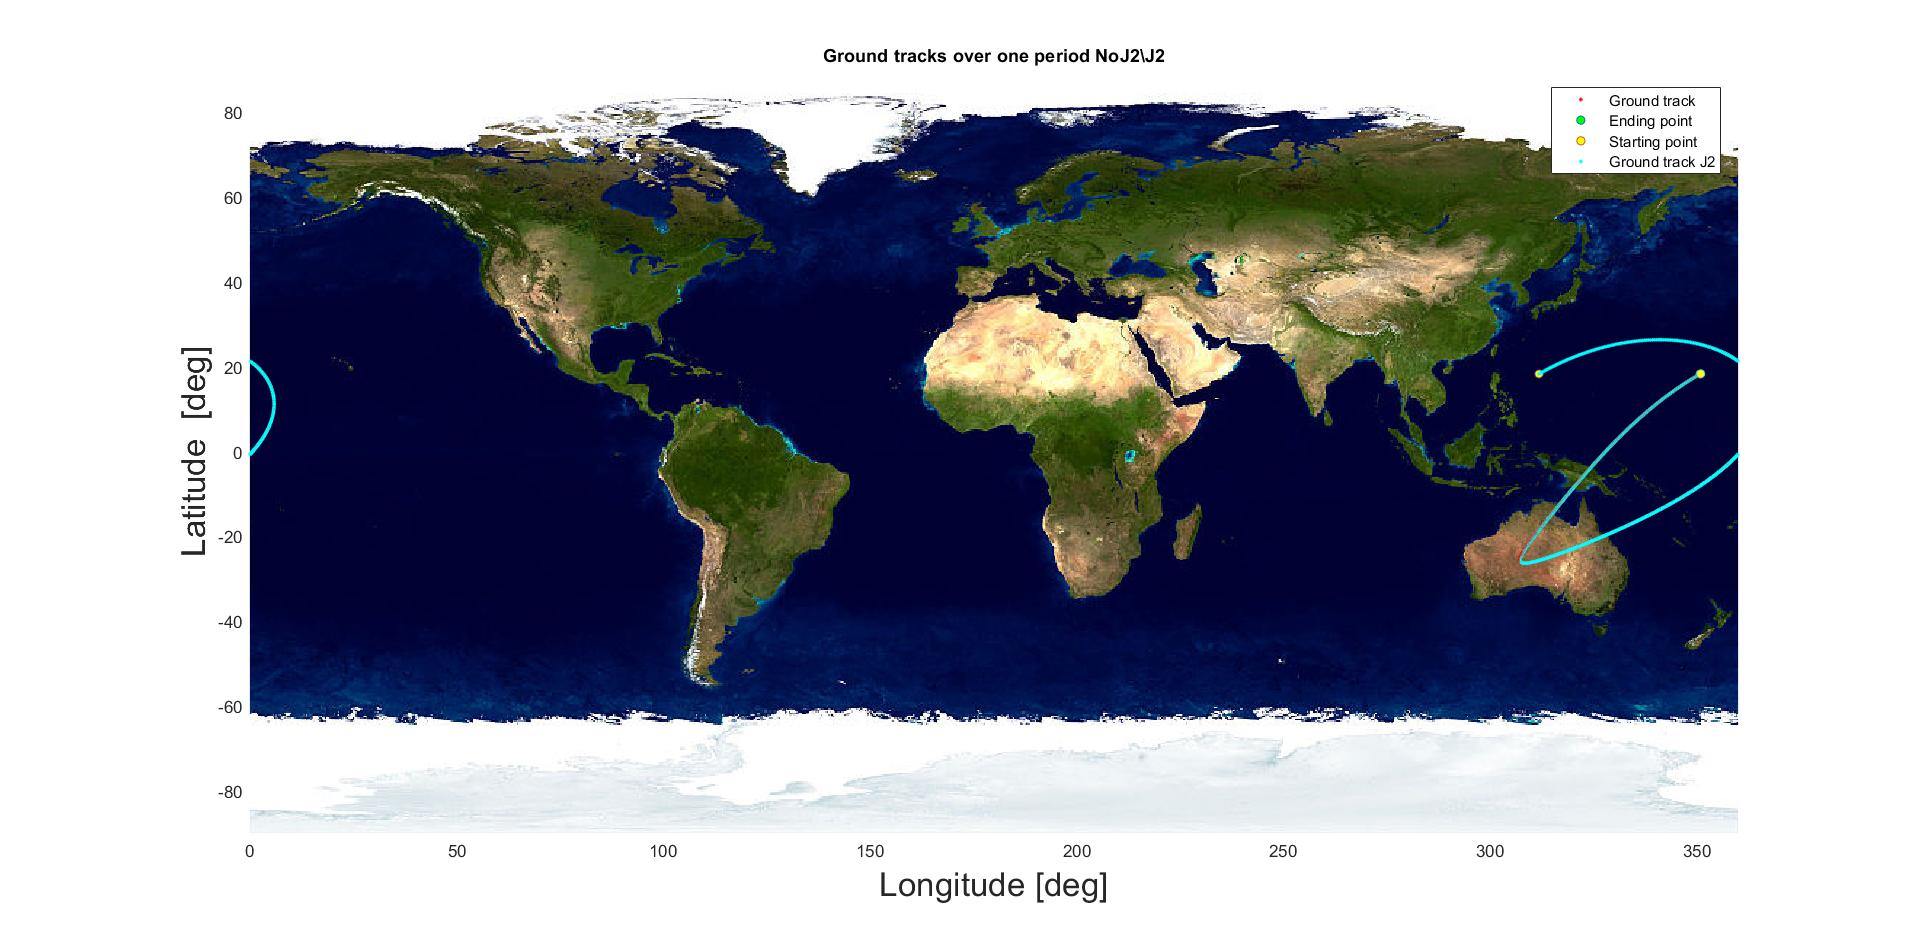 Ground tracks over one period NoJ2\J2
Ground track
Ending point
Starting point
Ground track J2
80
60
40
20
0
-20
-40
-60
-80
Latitude [deg]
0
50
100
150
200
250
300
350
Longitude [deg]